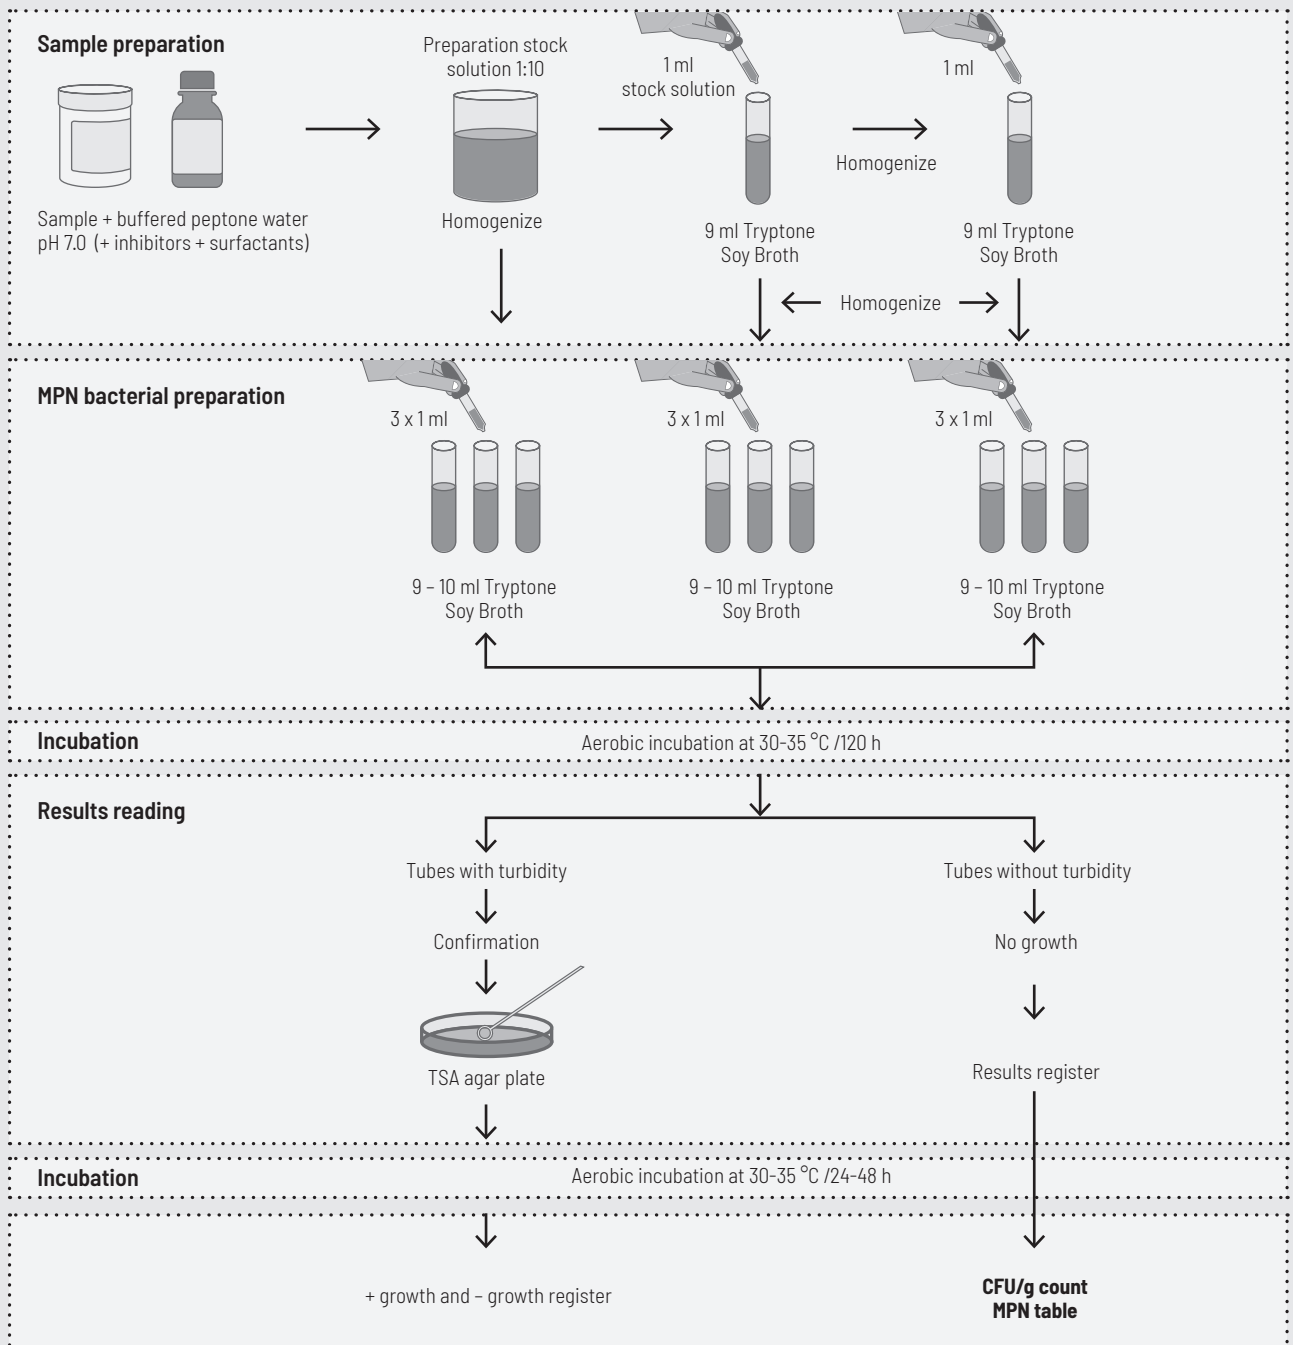 Sample preparation
Preparation stock
solution 1:10
1 ml
stock solution
1 ml
Homogenize
Sample + buffered peptone water
pH 7.0 (+ inhibitors + surfactants)
Homogenize
9 ml Tryptone
Soy Broth
9 ml Tryptone
Soy Broth
Homogenize
MPN bacterial preparation
3 x 1 ml
3 x 1 ml
3 x 1 ml
9 – 10 ml Tryptone
Soy Broth
9 – 10 ml Tryptone
Soy Broth
9 – 10 ml Tryptone
Soy Broth
Incubation
Aerobic incubation at 30-35 °C /120 h
Results reading
Tubes with turbidity
Tubes without turbidity
Confirmation
No growth
TSA agar plate
Results register
Incubation
Aerobic incubation at 30-35 °C /24-48 h
+ growth and – growth register
CFU/g count
MPN table